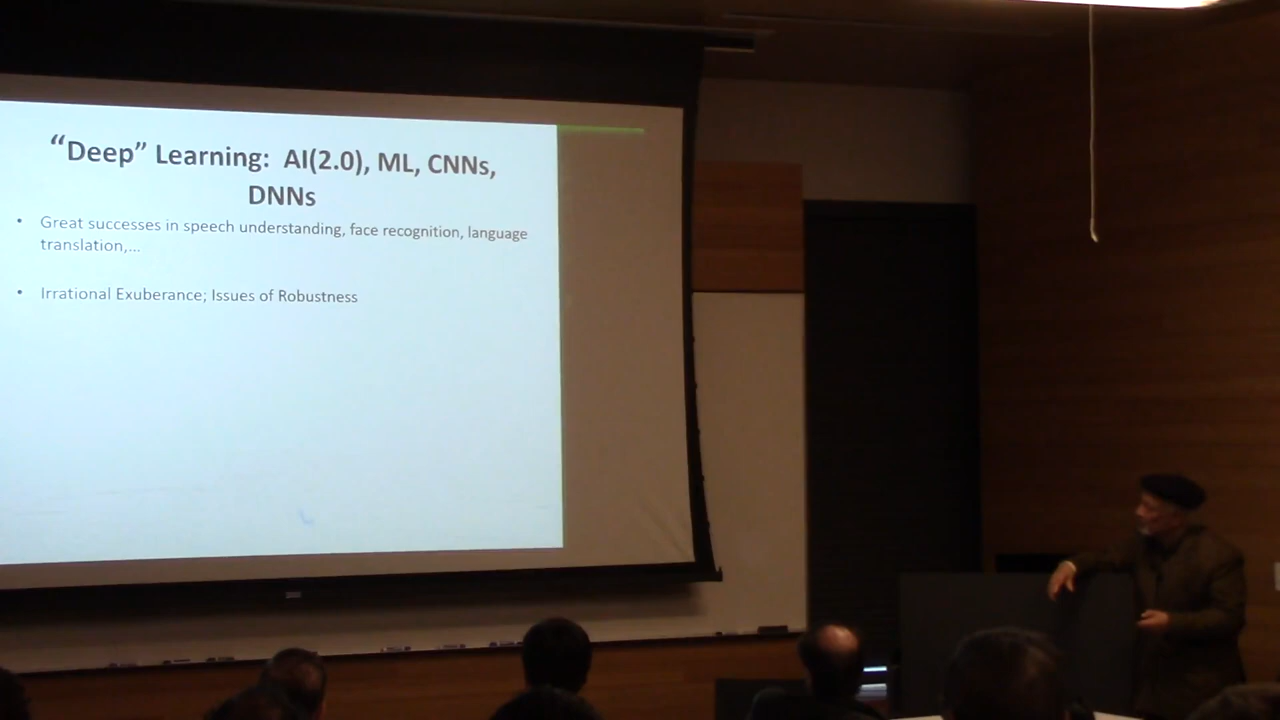 “Deep” Learning: AI(2.0), ML, CNNs,
DNNs
• Great successes in speech understanding, face recognition, language
translation,...
• Irrational Exuberance; Issues of Robustness